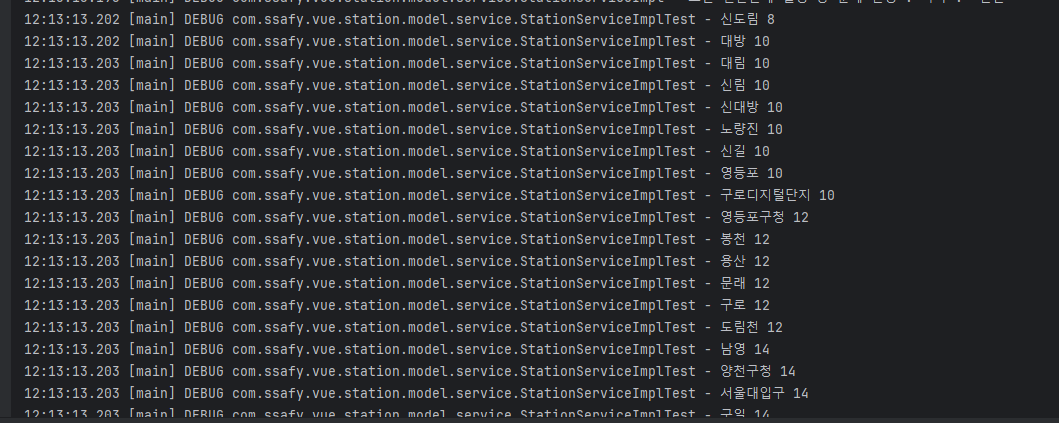 12:13:13.202 [main] DEBUG com.ssafy.vue.station.model.service.StationServiceImplTest - 신도림 8
12:13:13.202 [main] DEBUG com.ssafy.vue.station.model.service.StationServiceImplTest - 대방 10
12:13:13.203 [main] DEBUG com.ssafy.vue.station.model.service.StationServiceImplTest - 대림 10
12:13:13.203 [main] DEBUG com.ssafy.vue.station.model.service.StationServiceImplTest - 신림 10
12:13:13.203 [main] DEBUG com.ssafy.vue.station.model.service.StationServiceImplTest - 신대방 10
12:13:13.203 [main] DEBUG com.ssafy.vue.station.model.service.StationServiceImplTest - 노량진 10
12:13:13.203 [main] DEBUG com.ssafy.vue.station.model.service.StationServiceImplTest - 신길 10
12:13:13.203 [main] DEBUG com.ssafy.vue.station.model.service.StationServiceImplTest - 영등포 10
12:13:13.203 [main] DEBUG com.ssafy.vue.station.model.service.StationServiceImplTest - 구로디지털단지 10
12:13:13.203 [main] DEBUG com.ssafy.vue.station.model.service.StationServiceImplTest - 영등포구청 12
12:13:13.203 [main] DEBUG com.ssafy.vue.station.model.service.StationServiceImplTest - 봉천 12
12:13:13.203 [main] DEBUG com.ssafy.vue.station.model.service.StationServiceImplTest - 용산 12
12:13:13.203 [main] DEBUG com.ssafy.vue.station.model.service.StationServiceImplTest - 문래 12
12:13:13.203 [main] DEBUG com.ssafy.vue.station.model.service.StationServiceImplTest - 구로 12
12:13:13.203 [main] DEBUG com.ssafy.vue.station.model.service.StationServiceImplTest - 도림천 12
12:13:13.203 [main] DEBUG com.ssafy.vue.station.model.service.StationServiceImplTest - 남영 14
12:13:13.203 [main] DEBUG com.ssafy.vue.station.model.service.StationServiceImplTest - 양천구청 14
12:13:13.203 [main] DEBUG com.ssafy.vue.station.model.service.StationServiceImplTest - 서울대입구 14
12:13:13.203 [main] DEBUG com.ssafy.vue.station.model.service.StationServiceImplTest - 구일 14